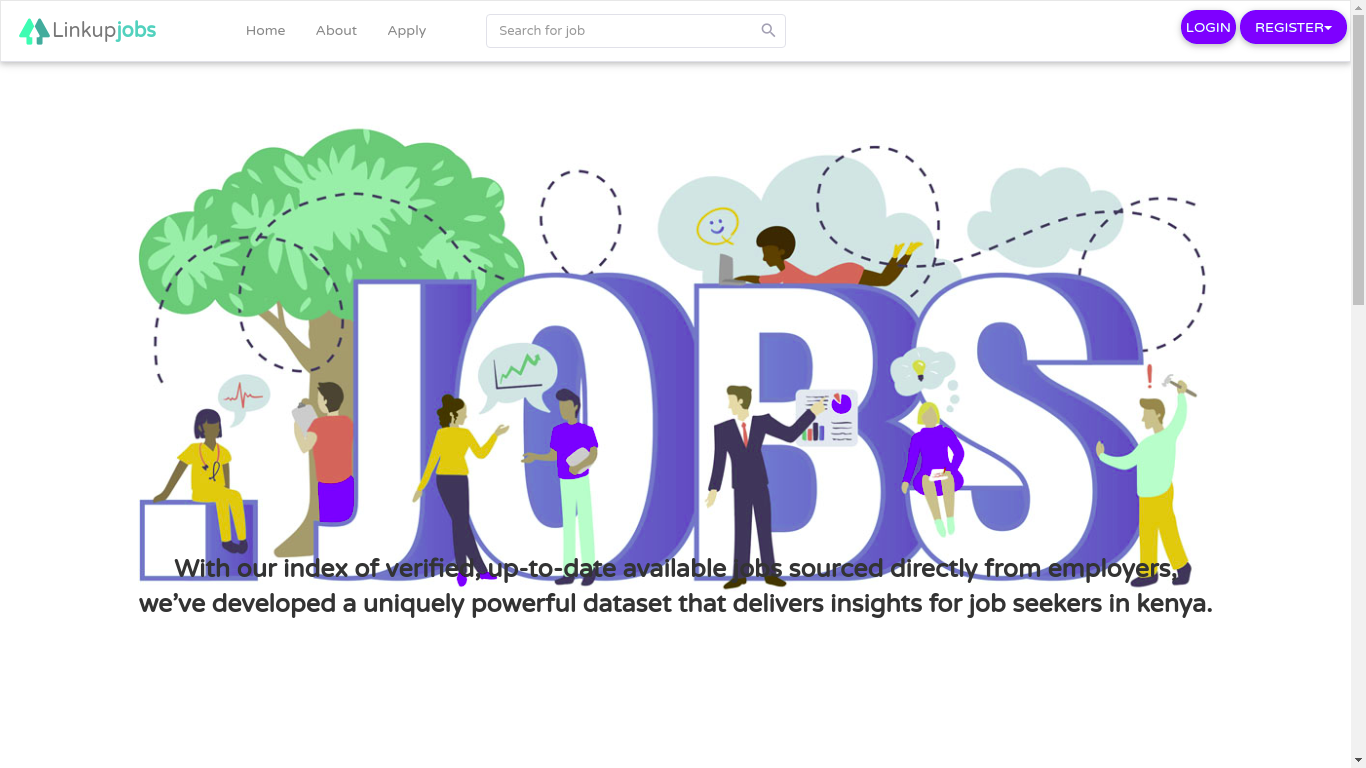 Linkupjobs
Home
About
Apply
Search for job
LOGIN
REGISTER
JOBS
With our index of verified, up-to-date available jobs sourced directly from employers,
we've developed a uniquely powerful dataset that delivers insights for job seekers in kenya.